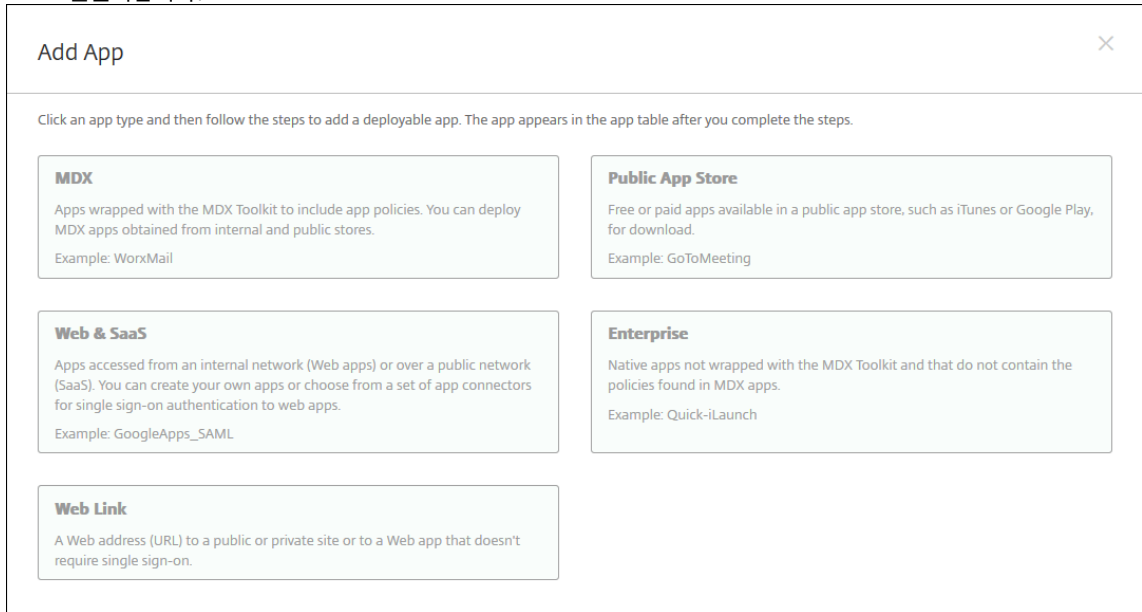 Add App
Click an app type and then follow the steps to add a deployable app. The app appears in the app table after you complete the steps.
MDX
Apps wrapped with the MDX Toolkit to include app policies. You can deploy
MDX apps obtained from internal and public stores.
Example: WorxMail
Public App Store
Free or paid apps available in a public app store, such as iTunes or Google Play,
for download.
Example: GoToMeeting
Web & SaaS
Apps accessed from an internal network (Web apps) or over a public network
(SaaS). You can create your own apps or choose from a set of app connectors
for single sign-on authentication to web apps.
Example: GoogleApps_SAML
Enterprise
Native apps not wrapped with the MDX Toolkit and that do not contain the
policies found in MDX apps.
Example: Quick-iLaunch
Web Link
A Web address (URL) to a public or private site or to a Web app that doesn't
require single sign-on.